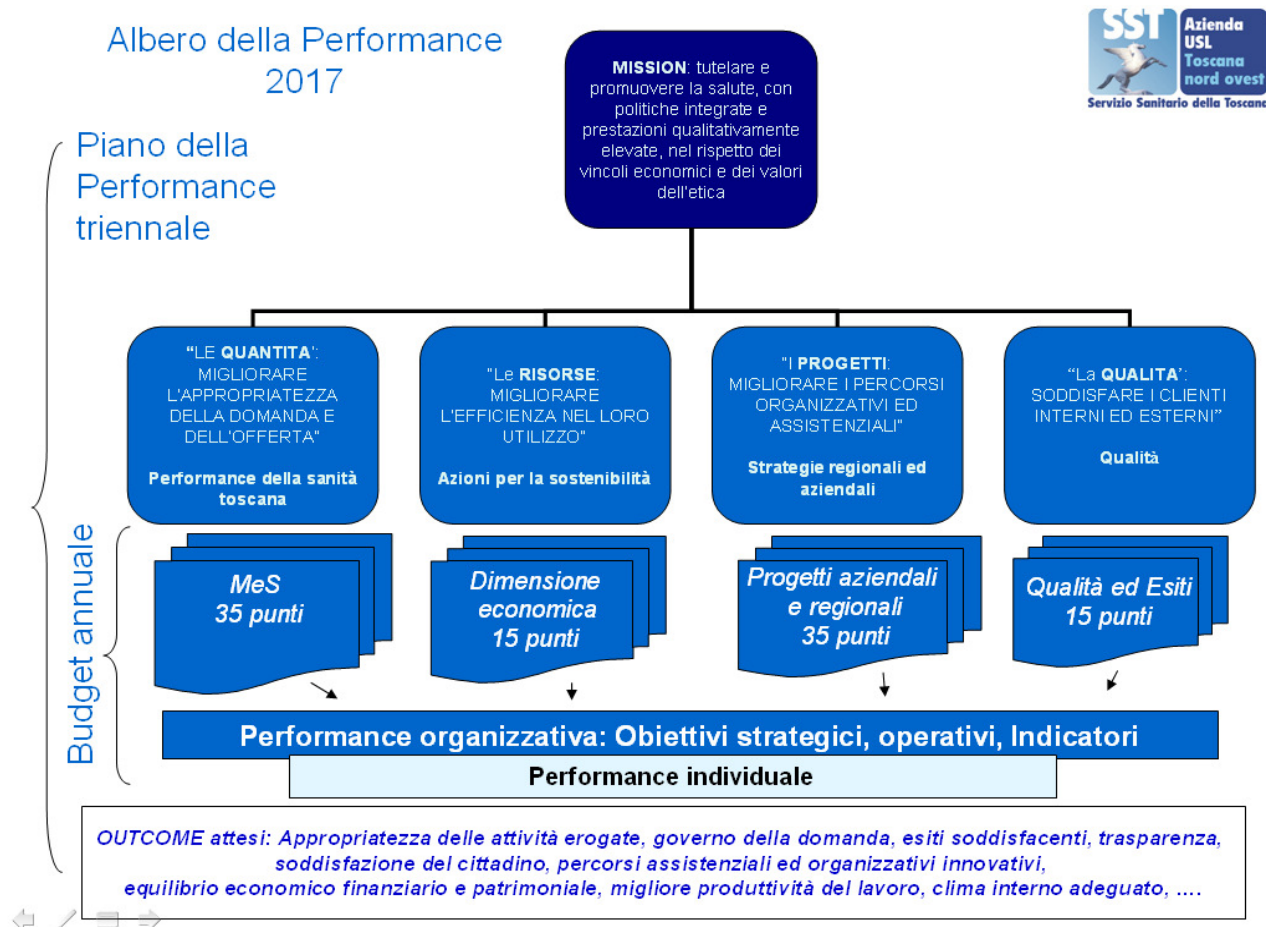 Albero della Performance
2017
SST
Azienda
USL
Toscana
nord ovest
Servizio Sanitario della Toscana
MISSION: tutelare e
promuovere la salute, con
politiche integrate e
prestazioni qualitativamente
elevate, nel rispetto dei
vincoli economici e dei valori
dell'etica
Piano della
Performance
triennale
"LE QUANTITA':
MIGLIORARE
L'APPROPRIATEZZA
DELLA DOMANDA E
DELL'OFFERTA"
Performance della sanità
toscana
"Le RISORSE:
MIGLIORARE
L'EFFICIENZA NEL LORO
UTILIZZO"
Azioni per la sostenibilità
"I PROGETTI:
MIGLIORARE I PERCORSI
ORGANIZZATIVI ED
ASSISTENZIALI"
Strategie regionali ed
aziendali
“La QUALITA’:
SODDISFARE I CLIENTI
INTERNI ED ESTERNI”
Qualità
Budget annuale
MeS
35 punti
Dimensione
economica
15 punti
Progetti aziendali
e regionali
35 punti
Qualità ed Esiti
15 punti
Performance organizzativa: Obiettivi strategici, operativi, Indicatori
Performance individuale
OUTCOME attesi: Appropriatezza delle attività erogate, governo della domanda, esiti soddisfacenti, trasparenza,
soddisfazione del cittadino, percorsi assistenziali ed organizzativi innovativi,
equilibrio economico finanziario e patrimoniale, migliore produttività del lavoro, clima interno adeguato, ....